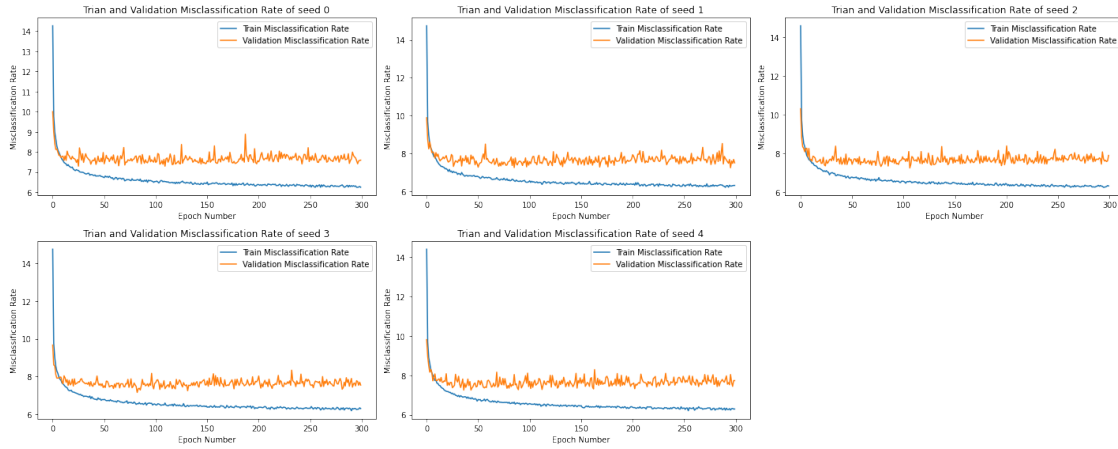 Trian and Validation Misclassification Rate of seed 0
Train Misclassification Rate
Validation Misclassification Rate
14
13
12
11
10
9
8
7
6
Misclassification Rate
0 50 100 150 200 250 300
Epoch Number
Trian and Validation Misclassification Rate of seed 1
Train Misclassification Rate
Validation Misclassification Rate
14
12
10
8
6
Misclassification Rate
0 50 100 150 200 250 300
Epoch Number
Trian and Validation Misclassification Rate of seed 2
Train Misclassification Rate
Validation Misclassification Rate
14
12
10
8
6
Misclassification Rate
0 50 100 150 200 250 300
Epoch Number
Trian and Validation Misclassification Rate of seed 3
Train Misclassification Rate
Validation Misclassification Rate
14
12
10
8
6
Misclassification Rate
0 50 100 150 200 250 300
Epoch Number
Trian and Validation Misclassification Rate of seed 4
Train Misclassification Rate
Validation Misclassification Rate
14
12
10
8
6
Misclassification Rate
0 50 100 150 200 250 300
Epoch Number